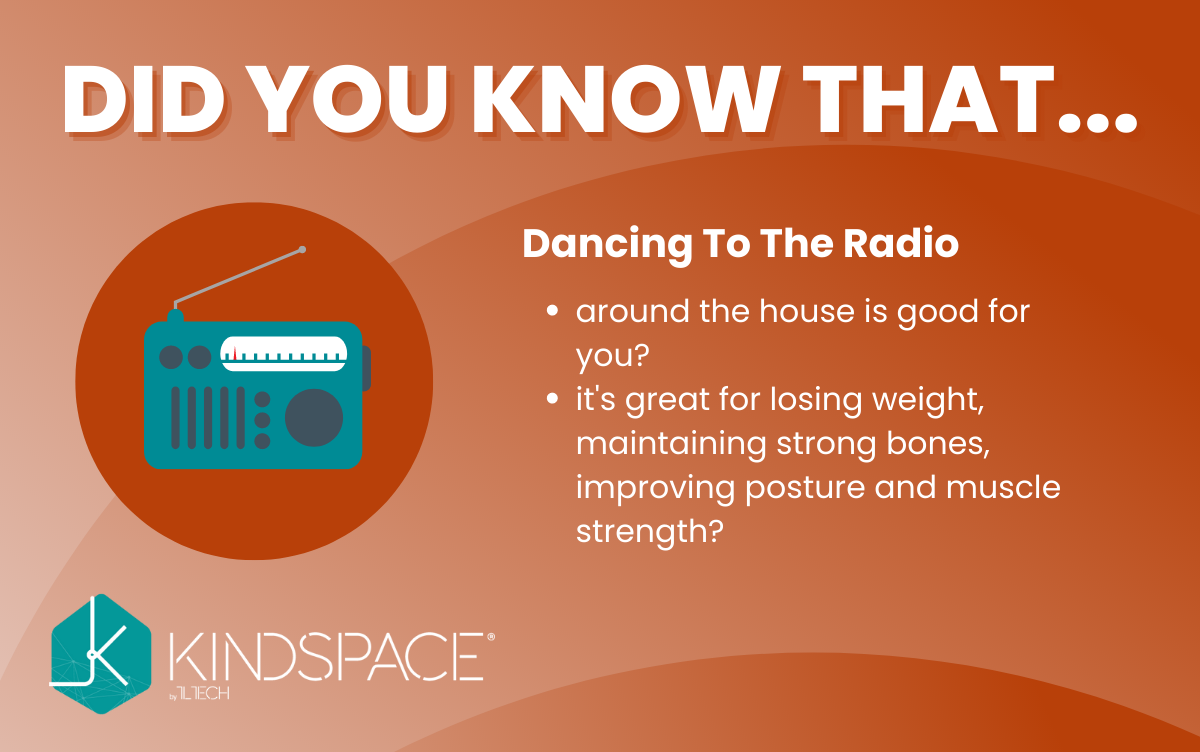 DID YOU KNOW THAT...
Dancing To The Radio
• around the house is good for
you?
• it's great for losing weight,
maintaining strong bones,
improving posture and muscle
strength?
KINDSPACE®
by TLTECH